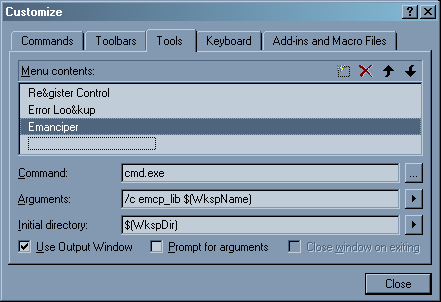 Customize
Commands Toolbars Tools Keyboard Add-ins and Macro Files
Menu contents:
Re&gister Control
Error Loo&kup
Emanciper
Command: cmd.exe ...
Arguments: /c emcp_lib $(WkspName)
Initial directory: $(WkspDir)
Use Output Window Prompt for arguments Close window on exiting
Close